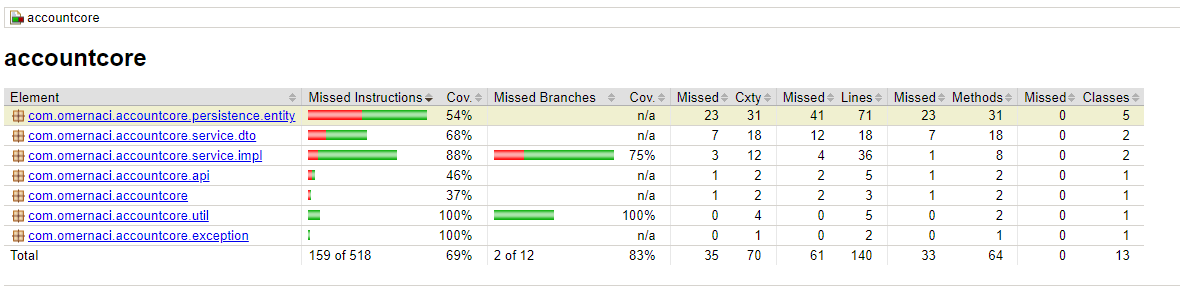 accountcore
accountcore
Element Missed Instructions Cov. Missed Branches Cov. Missed Cxty Missed Lines Missed Methods Missed Classes
com.omernaci.accountcore.persistence.entity 54% n/a 23 31 41 71 23 31 0 5
com.omernaci.accountcore.service.dto 68% n/a 7 18 12 18 7 18 0 2
com.omernaci.accountcore.service.impl 88% 75% 3 12 4 36 1 8 0 2
com.omernaci.accountcore.api 46% n/a 1 2 2 5 1 2 0 1
com.omernaci.accountcore 37% n/a 1 2 2 3 1 2 0 1
com.omernaci.accountcore.util 100% 100% 0 4 0 5 0 2 0 1
com.omernaci.accountcore.exception 100% n/a 0 1 0 2 0 1 0 1
Total 159 of 518 69% 2 of 12 83% 35 70 61 140 33 64 0 13